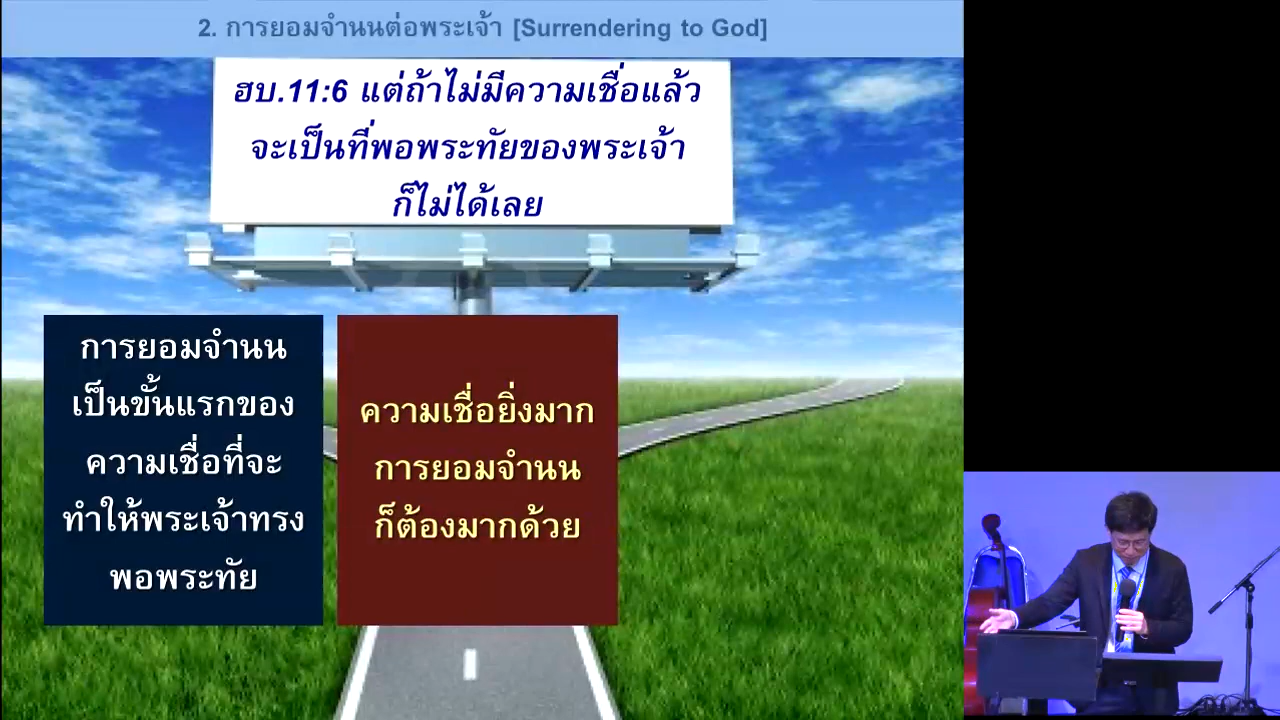 2. การยอมจำนนต่อพระเจ้า [Surrendering to God]
ฮบ.11:6 แต่ถ้าไม่มีความเชื่อแล้ว
จะเป็นที่พอพระทัยของพระเจ้า
ก็ไม่ได้เลย
การยอมจำนน
เป็นขั้นแรกของ
ความเชื่อที่จะ
ทำให้พระเจ้าทรง
พอพระทัย
ความเชื่อยิ่งมาก
การยอมจำนน
ก็ต้องมากด้วย